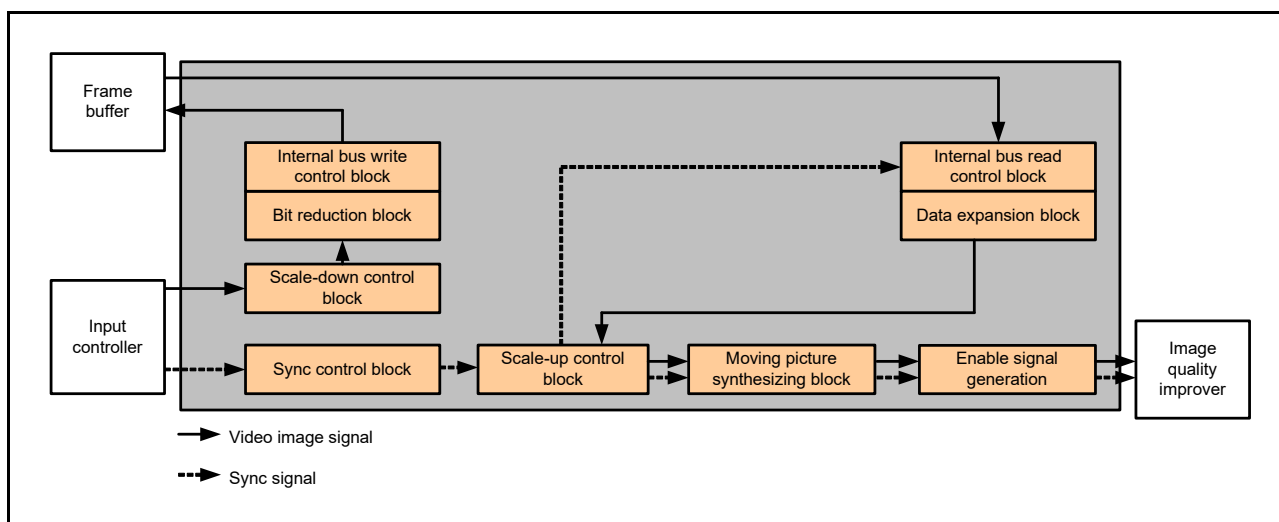 Frame
buffer
Internal bus write
control block
Bit reduction block
Internal bus read
control block
Data expansion block
Scale-down control
block
Input
controller
Sync control block
Scale-up control
block
Moving picture
synthesizing block
Enable signal
generation
Image
quality
improver
Video image signal
Sync signal